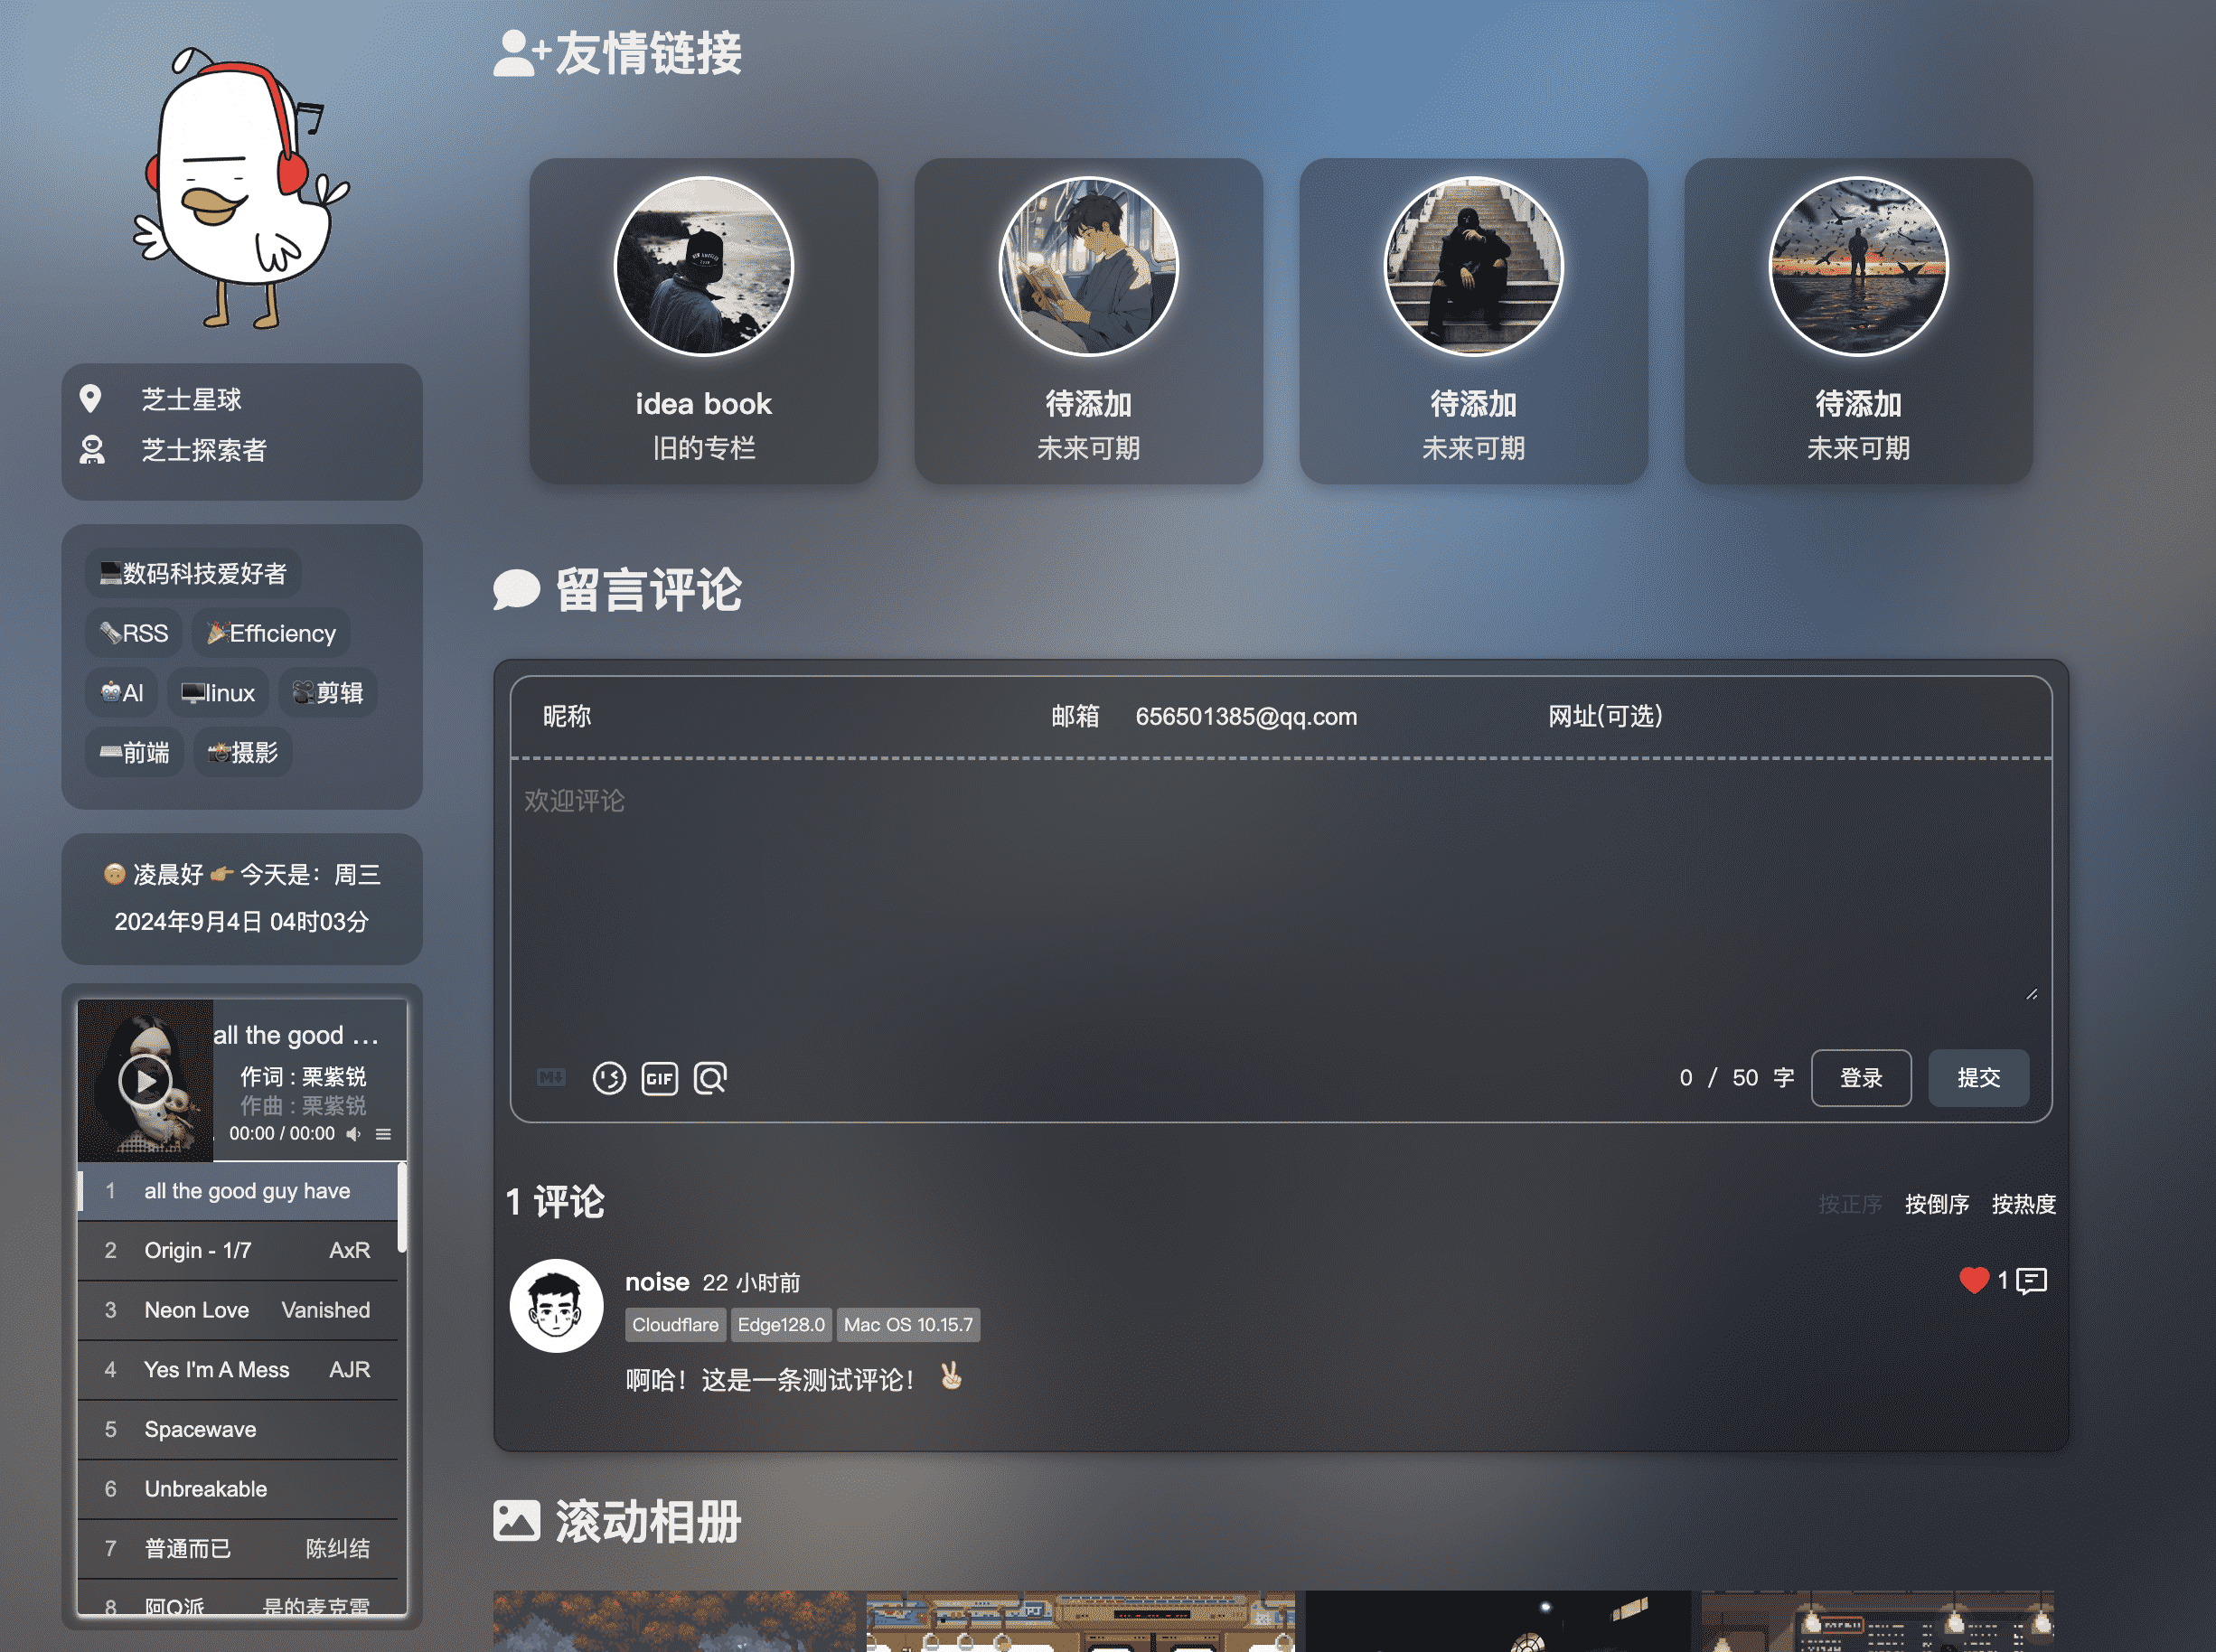 芝士星球
芝士探索者
💻数码科技爱好者
🗞️RSS 🎉Efficiency
🤖AI 🖥️linux 🎥剪辑
⌨️前端 📸摄影
🙃 凌晨好 👉 今天是：周三
2024年9月4日 04时03分
all the good ...
作词 : 栗紫锐
作曲 : 栗紫锐
00:00 / 00:00
1 all the good guy have
2 Origin - 1/7 AxR
3 Neon Love Vanished
4 Yes I'm A Mess AJR
5 Spacewave
6 Unbreakable
7 普通而已 陈纠结
8 阿Q派 是的麦克雷
友情链接
idea book
旧的专栏
待添加
未来可期
待添加
未来可期
待添加
未来可期
留言评论
昵称 邮箱 656501385@qq.com 网址(可选)
欢迎评论
M↓ GIF 0 / 50 字 登录 提交
1 评论 按正序 按倒序 按热度
noise 22 小时前 1
Cloudflare Edge128.0 Mac OS 10.15.7
啊哈！这是一条测试评论！ ✌🏻
滚动相册
MENU